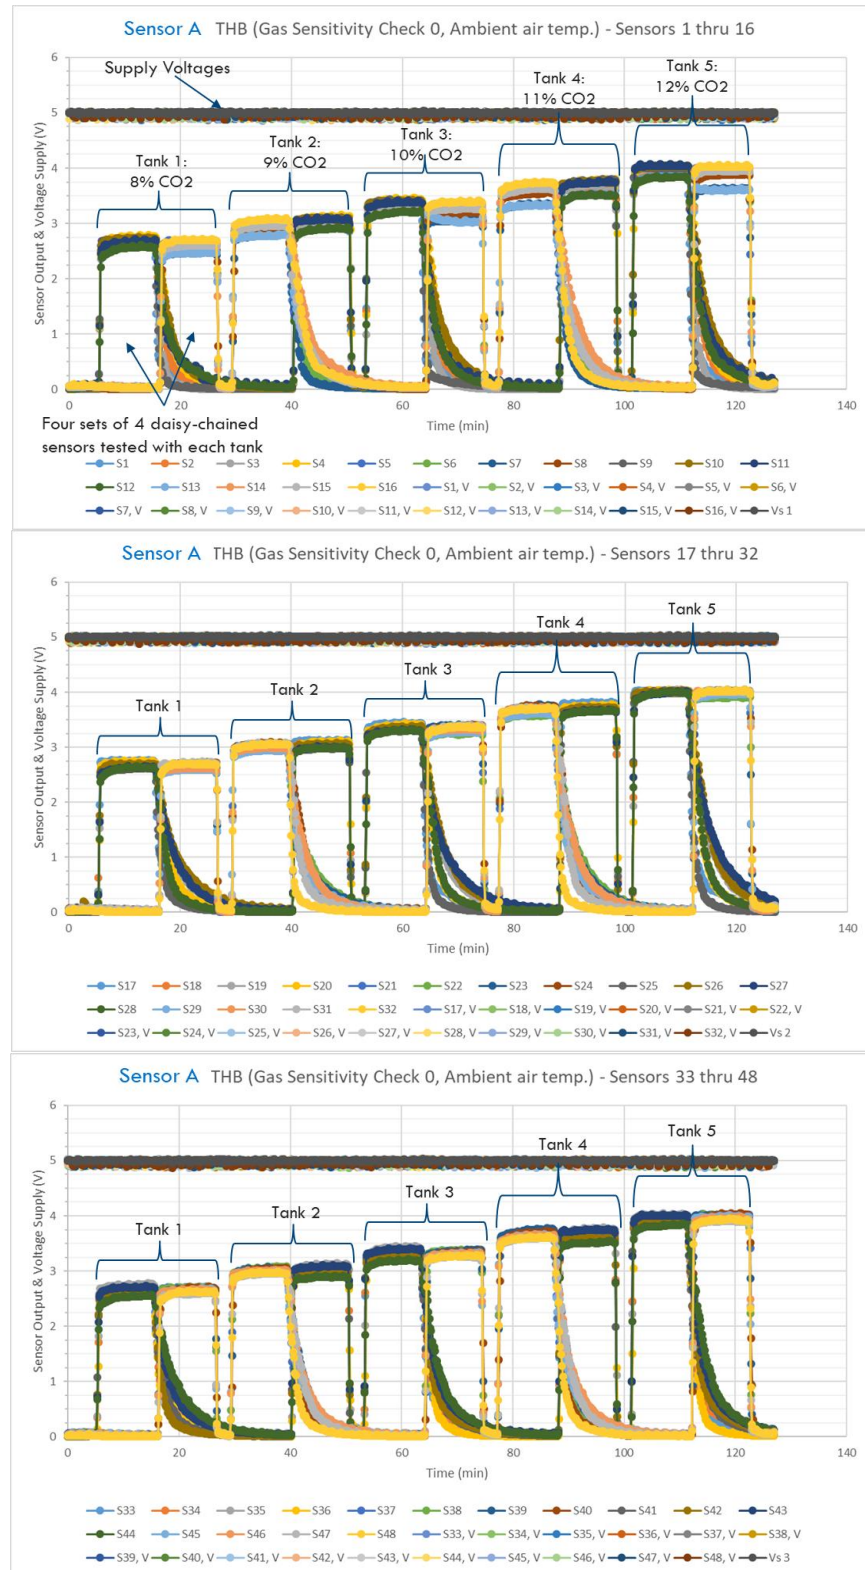 Sensor A THB (Gas Sensitivity Check 0, Ambient air temp.) - Sensors 1 thru 16
6
5
4
3
2
1
0
Sensor Output & Voltage Supply (V)
Supply Voltages
Tank 1:
8% CO2
Tank 2:
9% CO2
Tank 3:
10% CO2
Tank 4:
11% CO2
Tank 5:
12% CO2
0 20 40 60 80 100 120 140
Time (min)
Four sets of 4 daisy-chained
sensors tested with each tank
S1 S2 S3 S4 S5 S6 S7 S8 S9 S10 S11
S12 S13 S14 S15 S16 S1, V S2, V S3, V S4, V S5, V S6, V
S7, V S8, V S9, V S10, V S11, V S12, V S13, V S14, V S15, V S16, V Vs 1
Sensor A THB (Gas Sensitivity Check 0, Ambient air temp.) - Sensors 17 thru 32
6
5
4
3
2
1
0
Sensor Output & Voltage Supply (V)
Tank 1
Tank 2
Tank 3
Tank 4
Tank 5
0 20 40 60 80 100 120 140
Time (min)
S17 S18 S19 S20 S21 S22 S23 S24 S25 S26 S27
S28 S29 S30 S31 S32 S17, V S18, V S19, V S20, V S21, V S22, V
S23, V S24, V S25, V S26, V S27, V S28, V S29, V S30, V S31, V S32, V Vs 2
Sensor A THB (Gas Sensitivity Check 0, Ambient air temp.) - Sensors 33 thru 48
6
5
4
3
2
1
0
Sensor Output & Voltage Supply (V)
Tank 1
Tank 2
Tank 3
Tank 4
Tank 5
0 20 40 60 80 100 120 140
Time (min)
S33 S34 S35 S36 S37 S38 S39 S40 S41 S42 S43
S44 S45 S46 S47 S48 S33, V S34, V S35, V S36, V S37, V S38, V
S39, V S40, V S41, V S42, V S43, V S44, V S45, V S46, V S47, V S48, V Vs 3